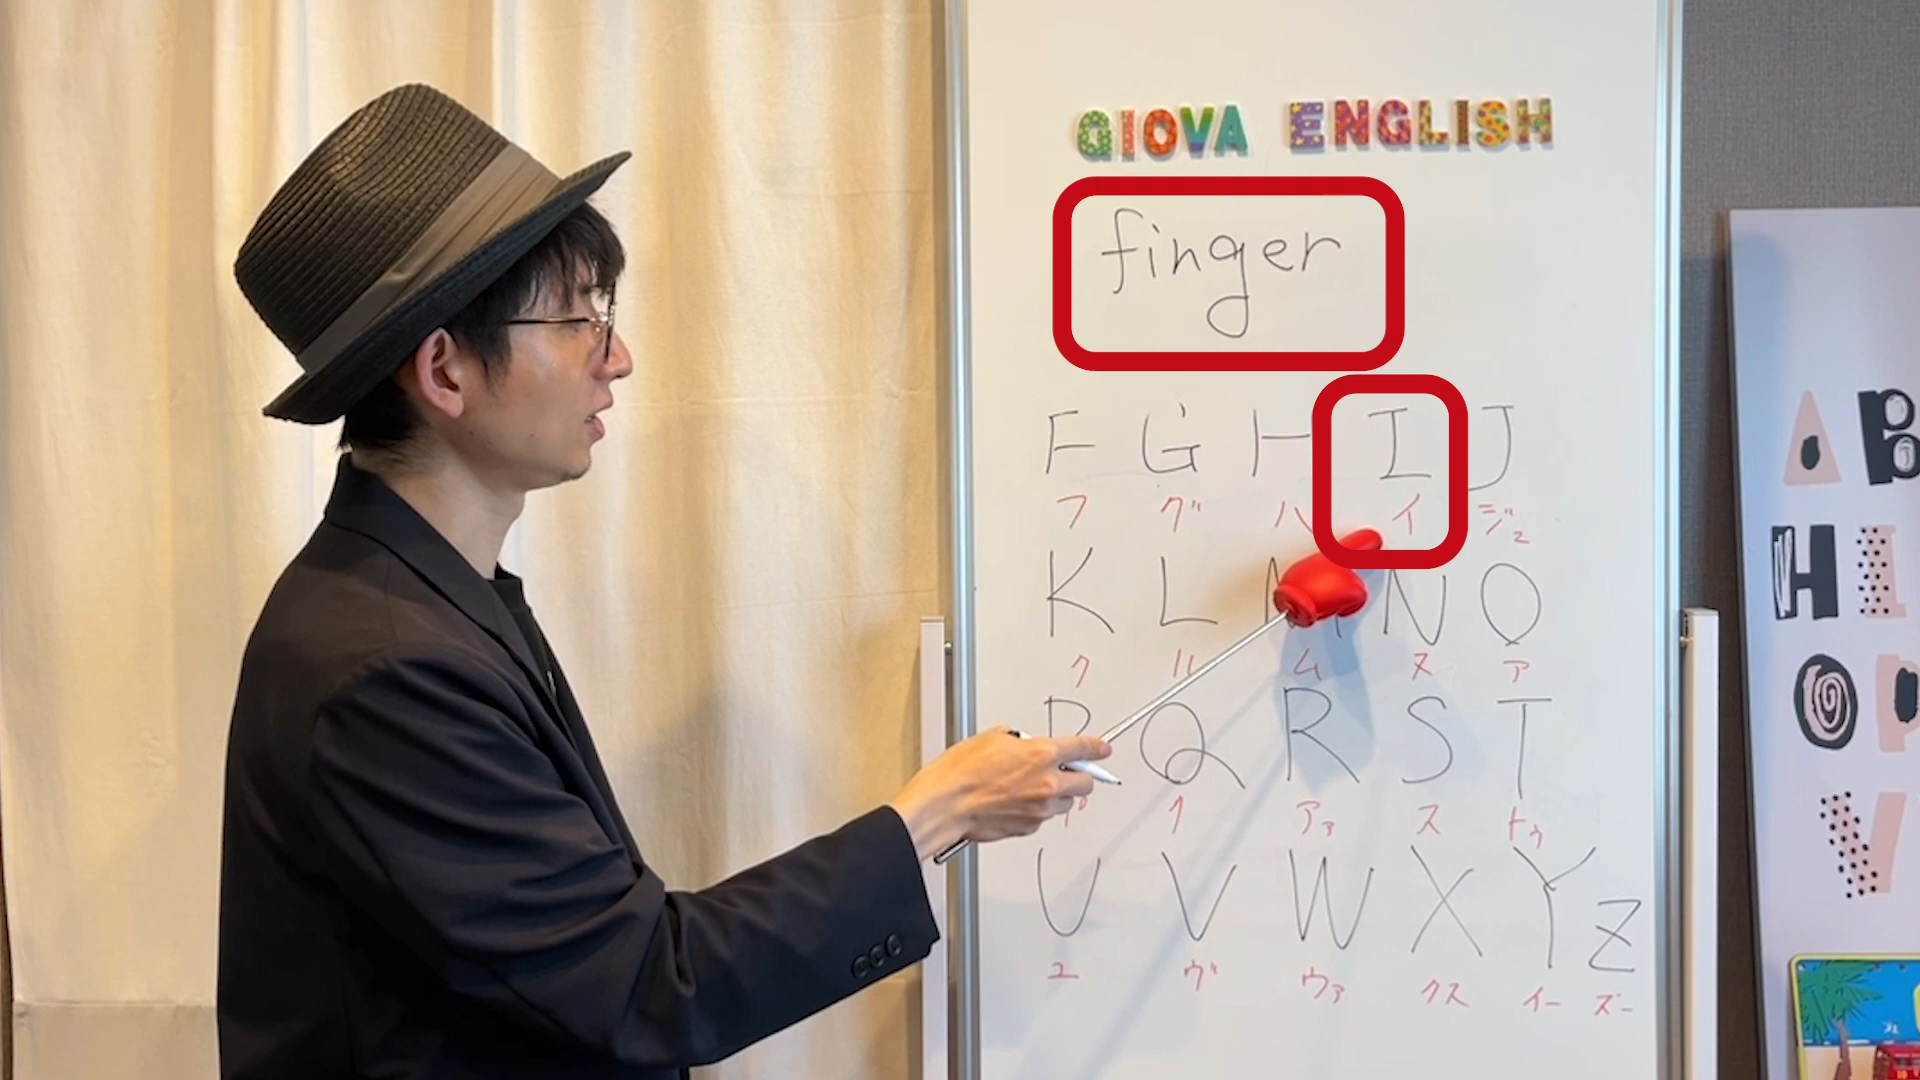 GIOVA ENGLISH
finger
F G H I J
フ グ ハ イ ジュ
K L M N O
ク ル ム ヌ ア
P Q R S T
プ ク アァ ス トゥ
U V W X Y Z
ユ ヴ ウァ クス イー ズー
A B
H I
O P
V